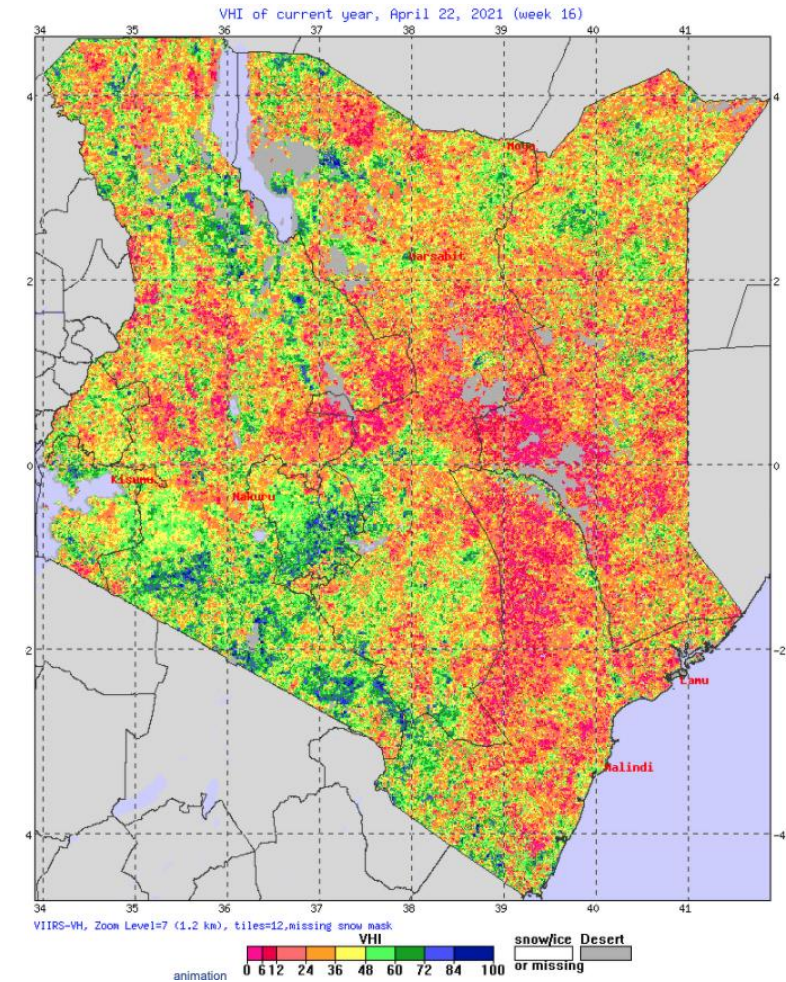 VHI of current year, April 22, 2021 (week 16)
34 35 36 37 38 39 40 41
4 4
Moya
Marsabit
2 2
0 0
Kisumu
Nakuru
-2
2
Lamu
Malindi
4 -4
34 35 36 37 38 39 40 41
VIIRS-VH, Zoom Level=7 (1.2 km), tiles=12,missing snow mask
VHI snow/ice Desert
animation 0 6 12 24 36 48 60 72 84 100 or missing